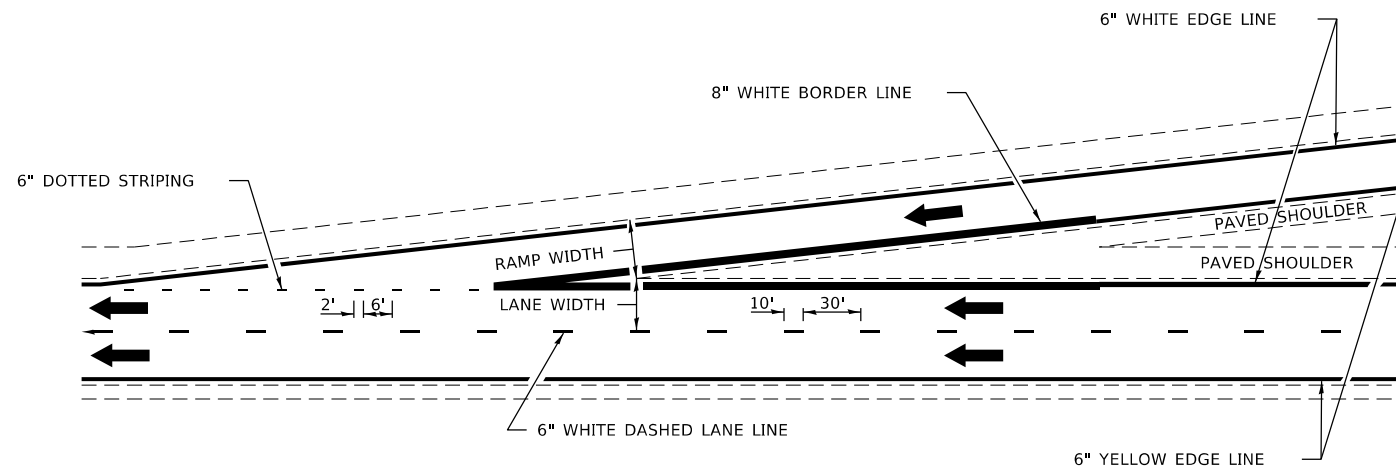 6" WHITE EDGE LINE
8" WHITE BORDER LINE
6" DOTTED STRIPING
PAVED SHOULDER
RAMP WIDTH
PAVED SHOULDER
2'
6'
LANE WIDTH
10'
30'
6" WHITE DASHED LANE LINE
6" YELLOW EDGE LINE